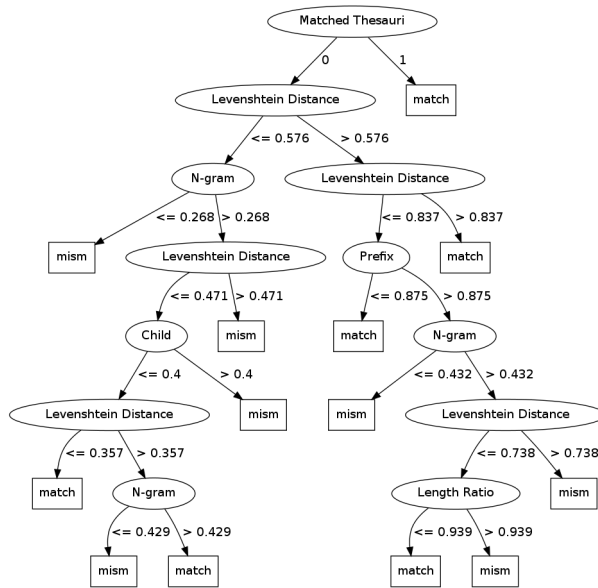 Matched Thesauri
0 1
Levenshtein Distance match
<= 0.576 > 0.576
N-gram Levenshtein Distance
<= 0.268 > 0.268 <= 0.837 > 0.837
mism Levenshtein Distance Prefix match
<= 0.471 > 0.471 <= 0.875 > 0.875
Child mism match N-gram
<= 0.4 > 0.4 <= 0.432 > 0.432
Levenshtein Distance mism mism Levenshtein Distance
<= 0.357 > 0.357 <= 0.738 > 0.738
match N-gram Length Ratio mism
<= 0.429 > 0.429 <= 0.939 > 0.939
mism match match mism